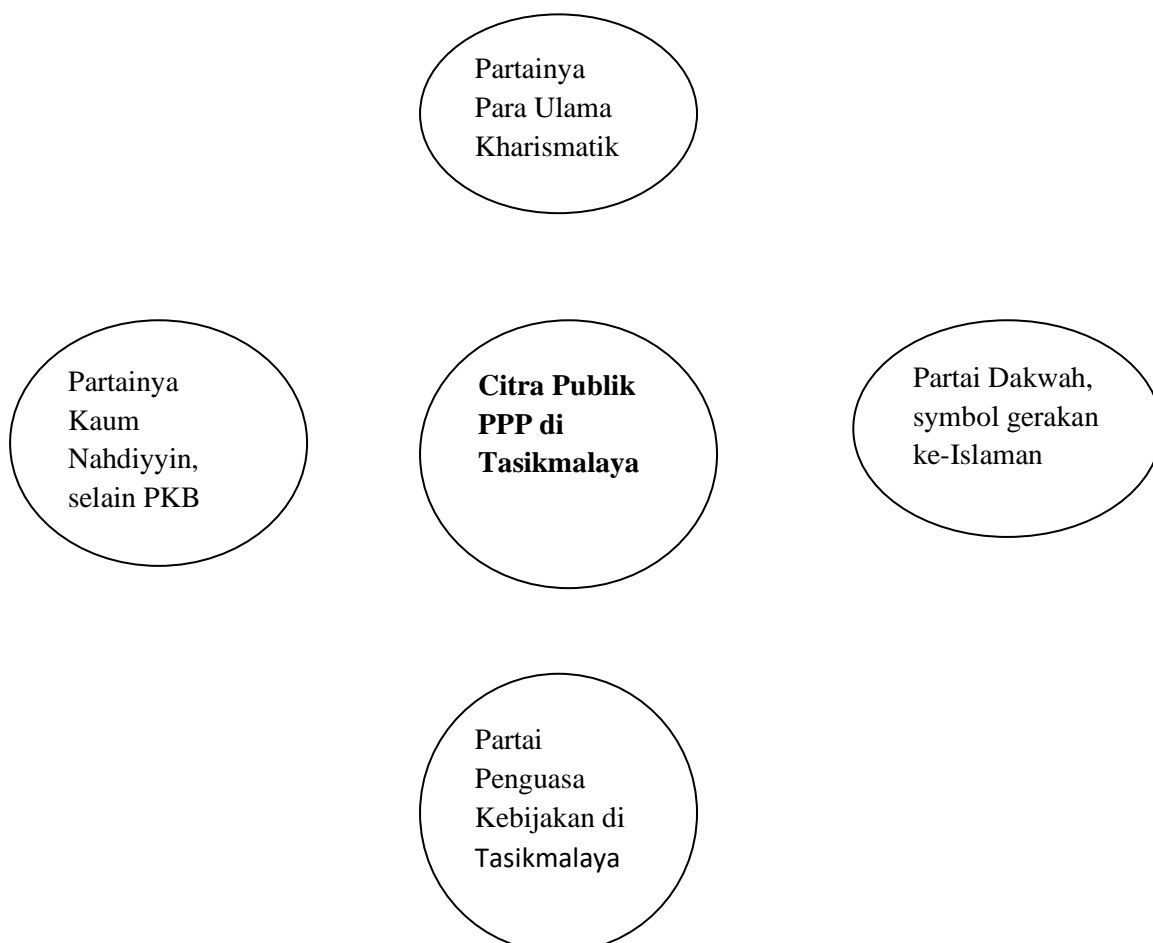 Partainya
Para Ulama
Kharismatik
Partainya
Kaum
Nahdiyyin,
selain PKB
Citra Publik
PPP di
Tasikmalaya
Partai Dakwah,
symbol gerakan
ke-Islaman
Partai
Penguasa
Kebijakan di
Tasikmalaya